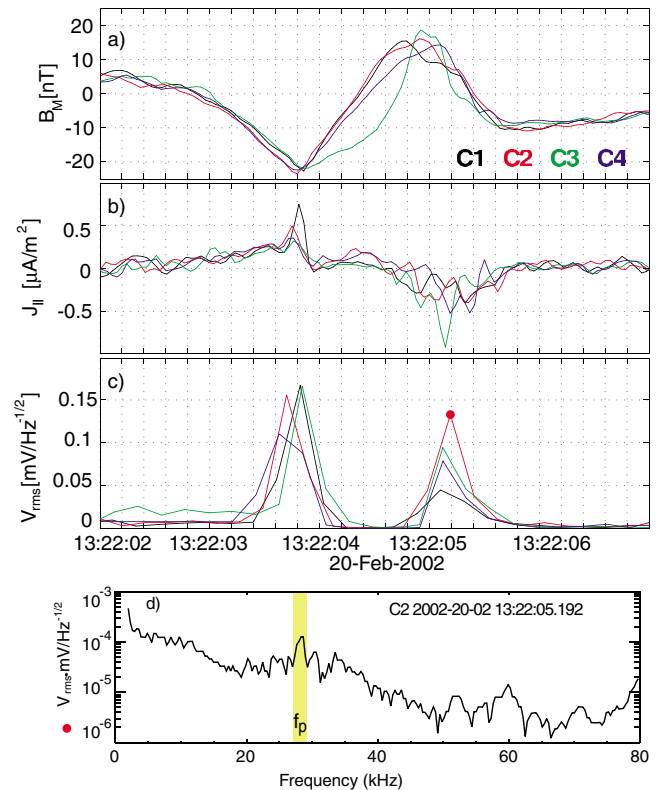 a)
B_M[nT]
20
10
0
-10
-20
C1 C2 C3 C4
b)
J_II [µA/m²]
0.5
0
-0.5
c)
V_rms[mV/Hz^-1/2]
0.15
0.1
0.05
0
13:22:02 13:22:03 13:22:04 13:22:05 13:22:06
20-Feb-2002
d)
C2 2002-20-02 13:22:05.192
V_rms•mV/Hz^-1/2
10^-3
10^-4
10^-5
10^-6
f_p
0 20 40 60 80
Frequency (kHz)